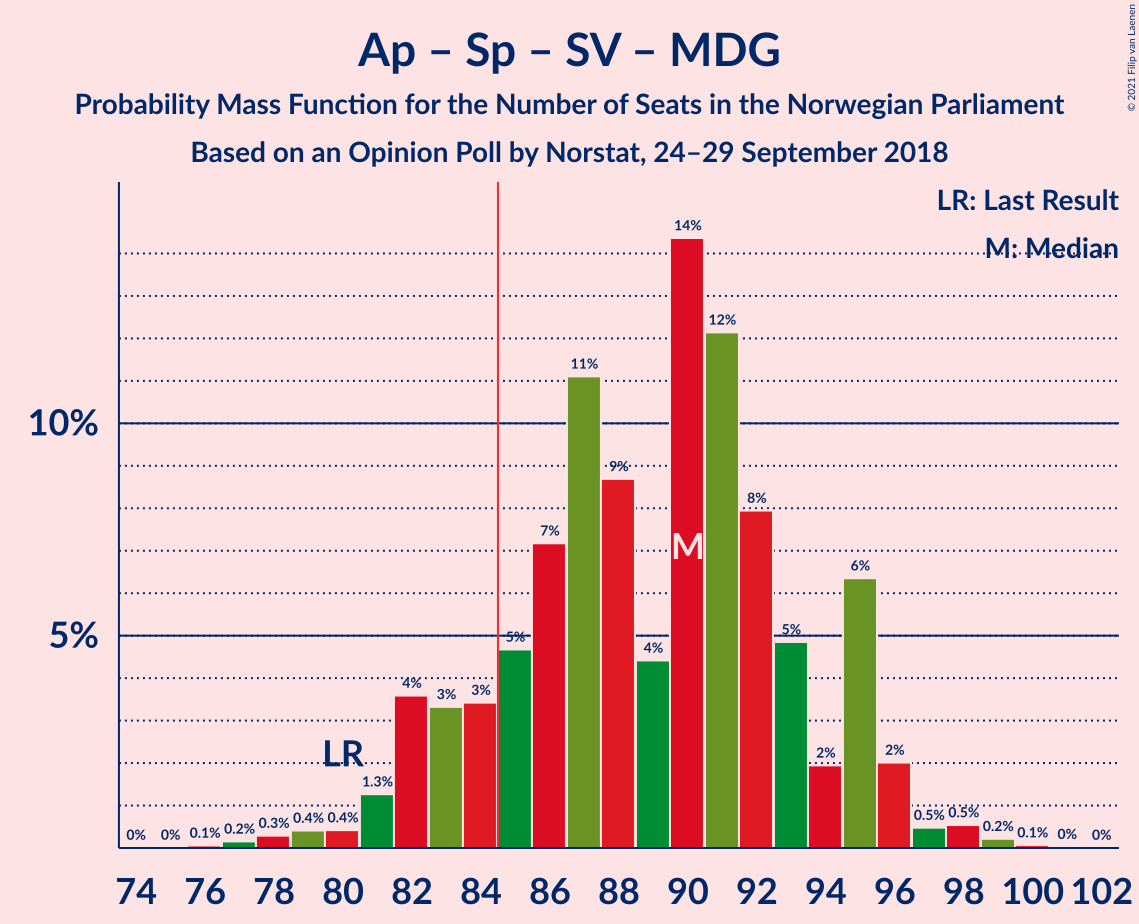 Ap – Sp – SV – MDG
Probability Mass Function for the Number of Seats in the Norwegian Parliament
Based on an Opinion Poll by Norstat, 24–29 September 2018
© 2021 Filip van Laenen
LR: Last Result
M: Median
10%
5%
0% 0% 0.1% 0.2% 0.3% 0.4% 0.4% 1.3% 4% 3% 3% 5% 7% 11% 9% 4% 14% 12% 8% 5% 2% 6% 2% 0.5% 0.5% 0.2% 0.1% 0% 0%
LR
M
74 76 78 80 82 84 86 88 90 92 94 96 98 100 102